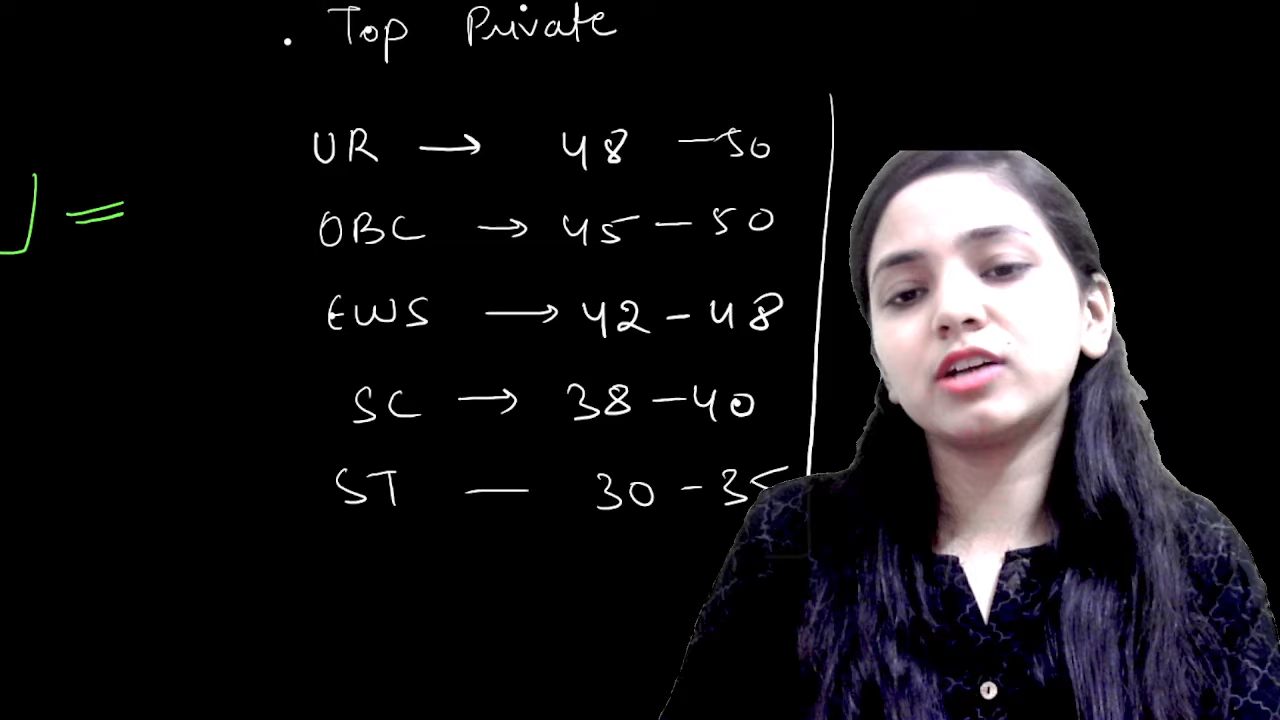 . Top Private
UR → 48 - 50
OBC → 45 - 50
EWS → 42 - 48
SC → 38 - 40
ST - 30 - 35